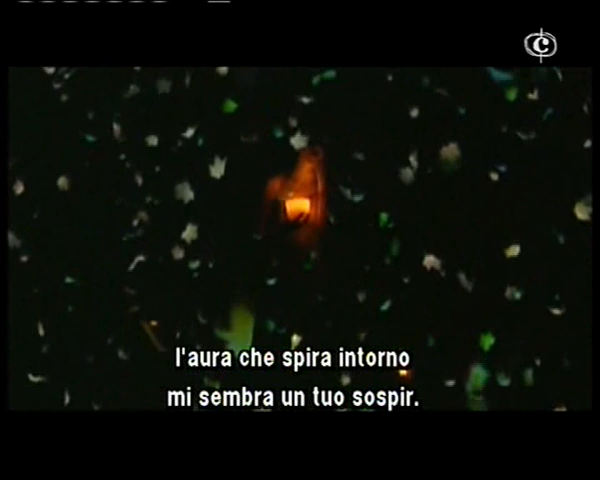 l'aura che spira intorno
mi sembra un tuo sospir.